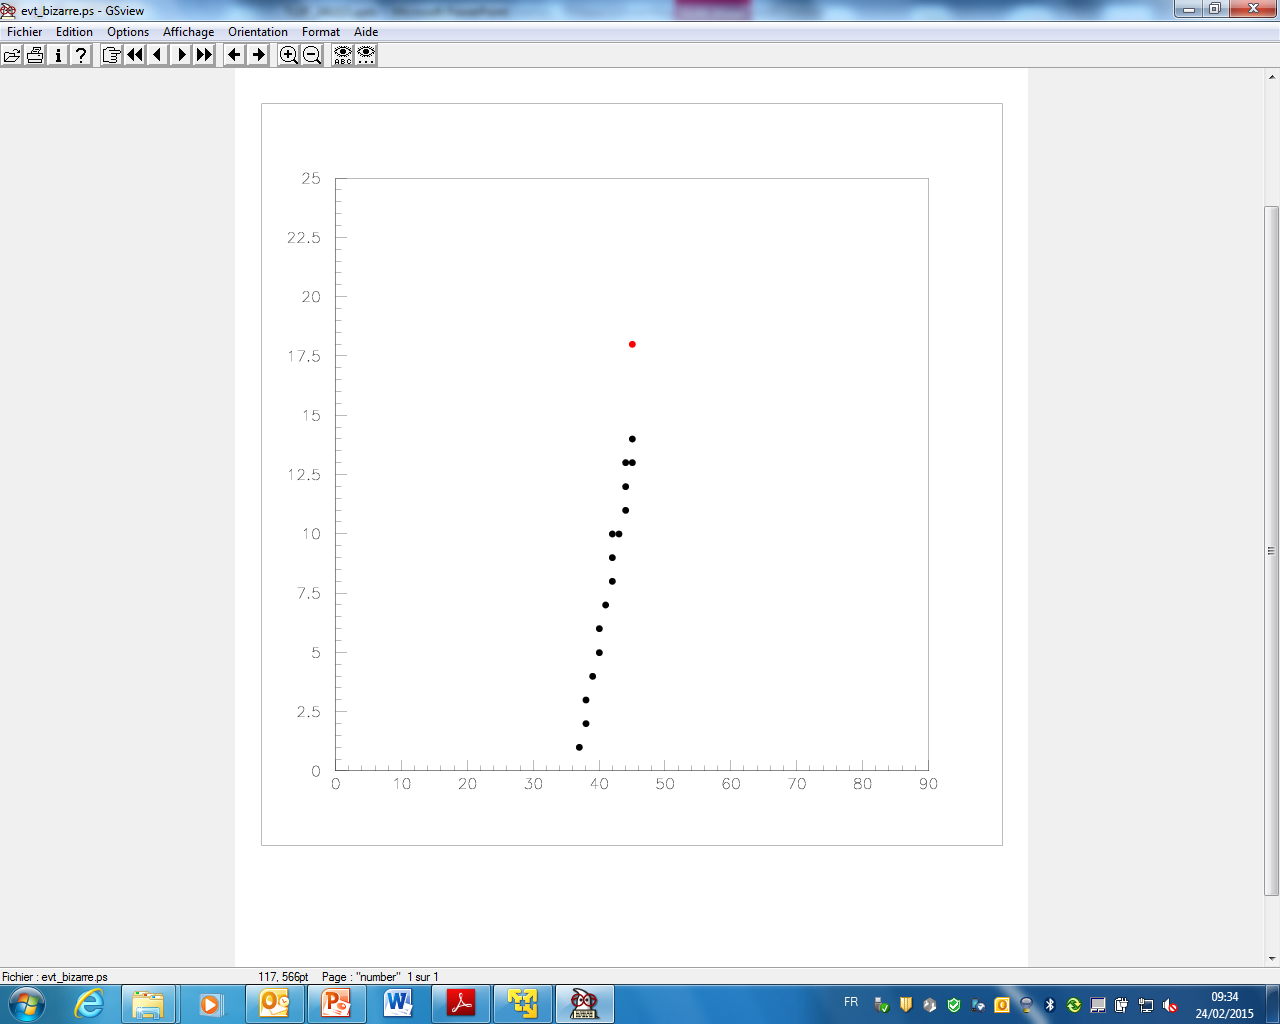 evt_bizarre.ps - GSview
Fichier Edition Options Affichage Orientation Format Aide
ABC
25
22.5
20
17.5
15
12.5
10
7.5
5
2.5
0
0 10 20 30 40 50 60 70 80 90
Fichier : evt_bizarre.ps 117, 566pt Page : "number" 1 sur 1
FR
09:34
24/02/2015